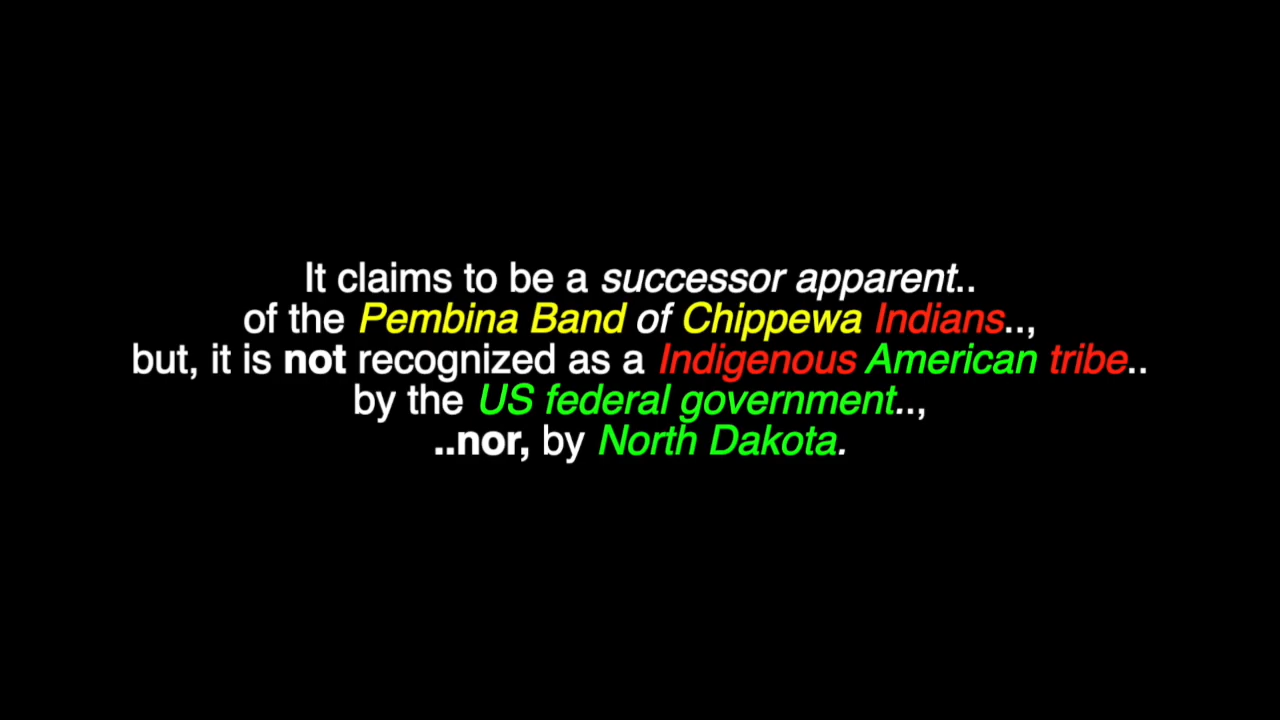 It claims to be a successor apparent..
of the Pembina Band of Chippewa Indians..,
but, it is not recognized as a Indigenous American tribe..
by the US federal government..,
..nor, by North Dakota.